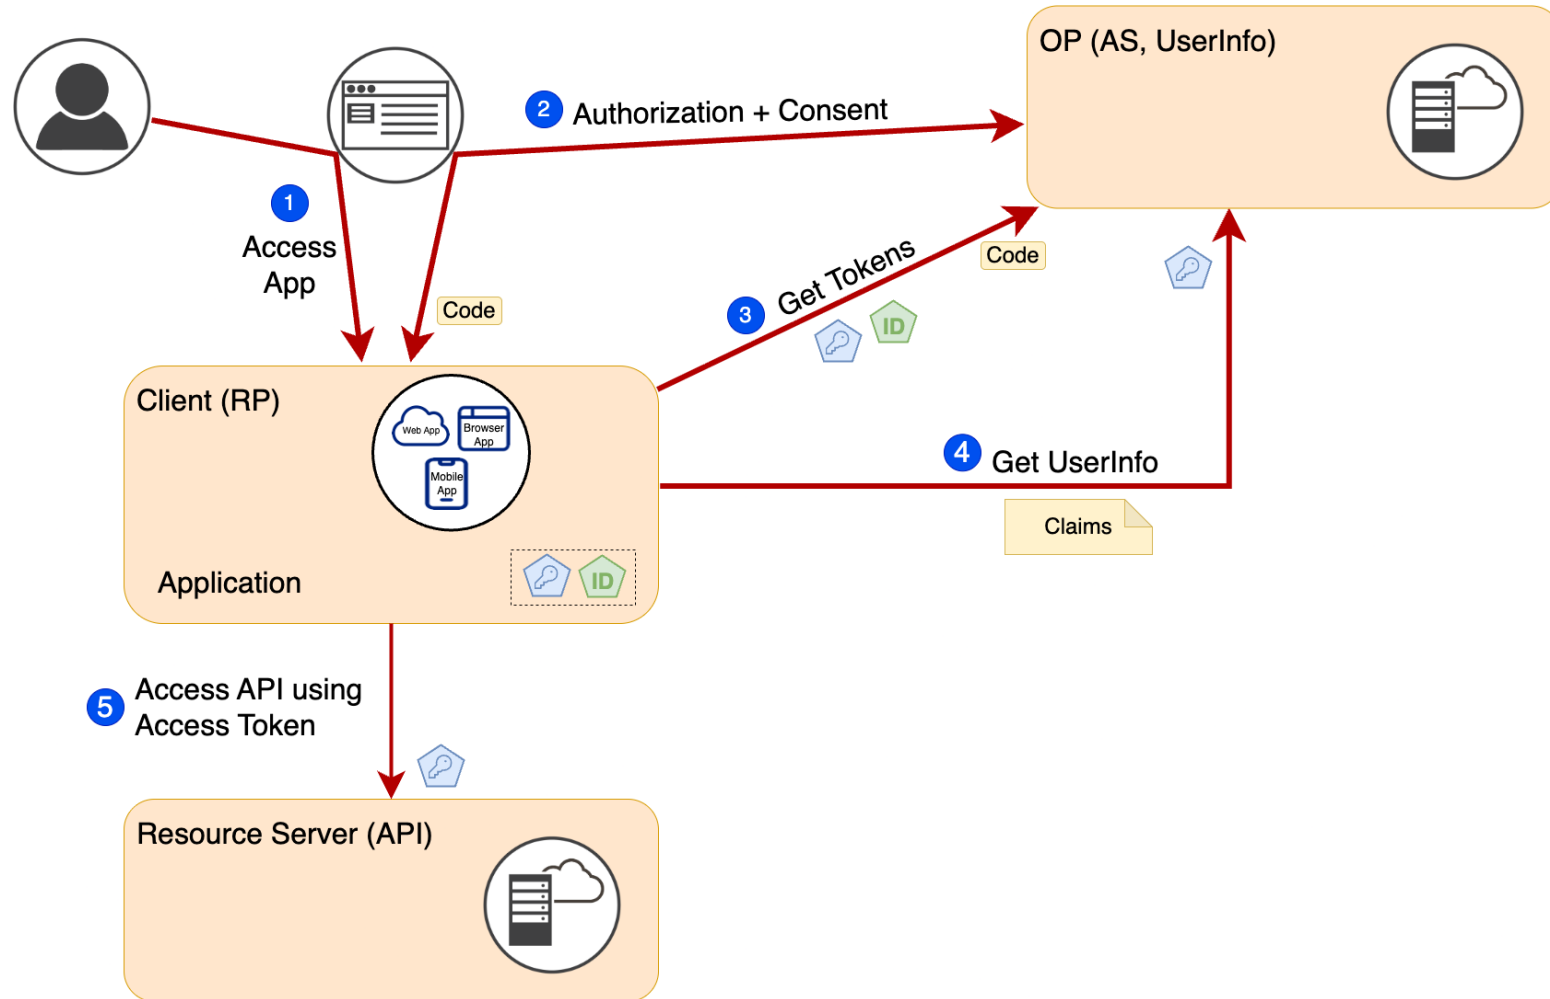 OP (AS, UserInfo)
2
Authorization + Consent
1
Access
App
Code
3
Get Tokens
Code
ID
Client (RP)
Web App
Browser
App
Mobile
App
4
Get UserInfo
Claims
Application
ID
5
Access API using
Access Token
Resource Server (API)